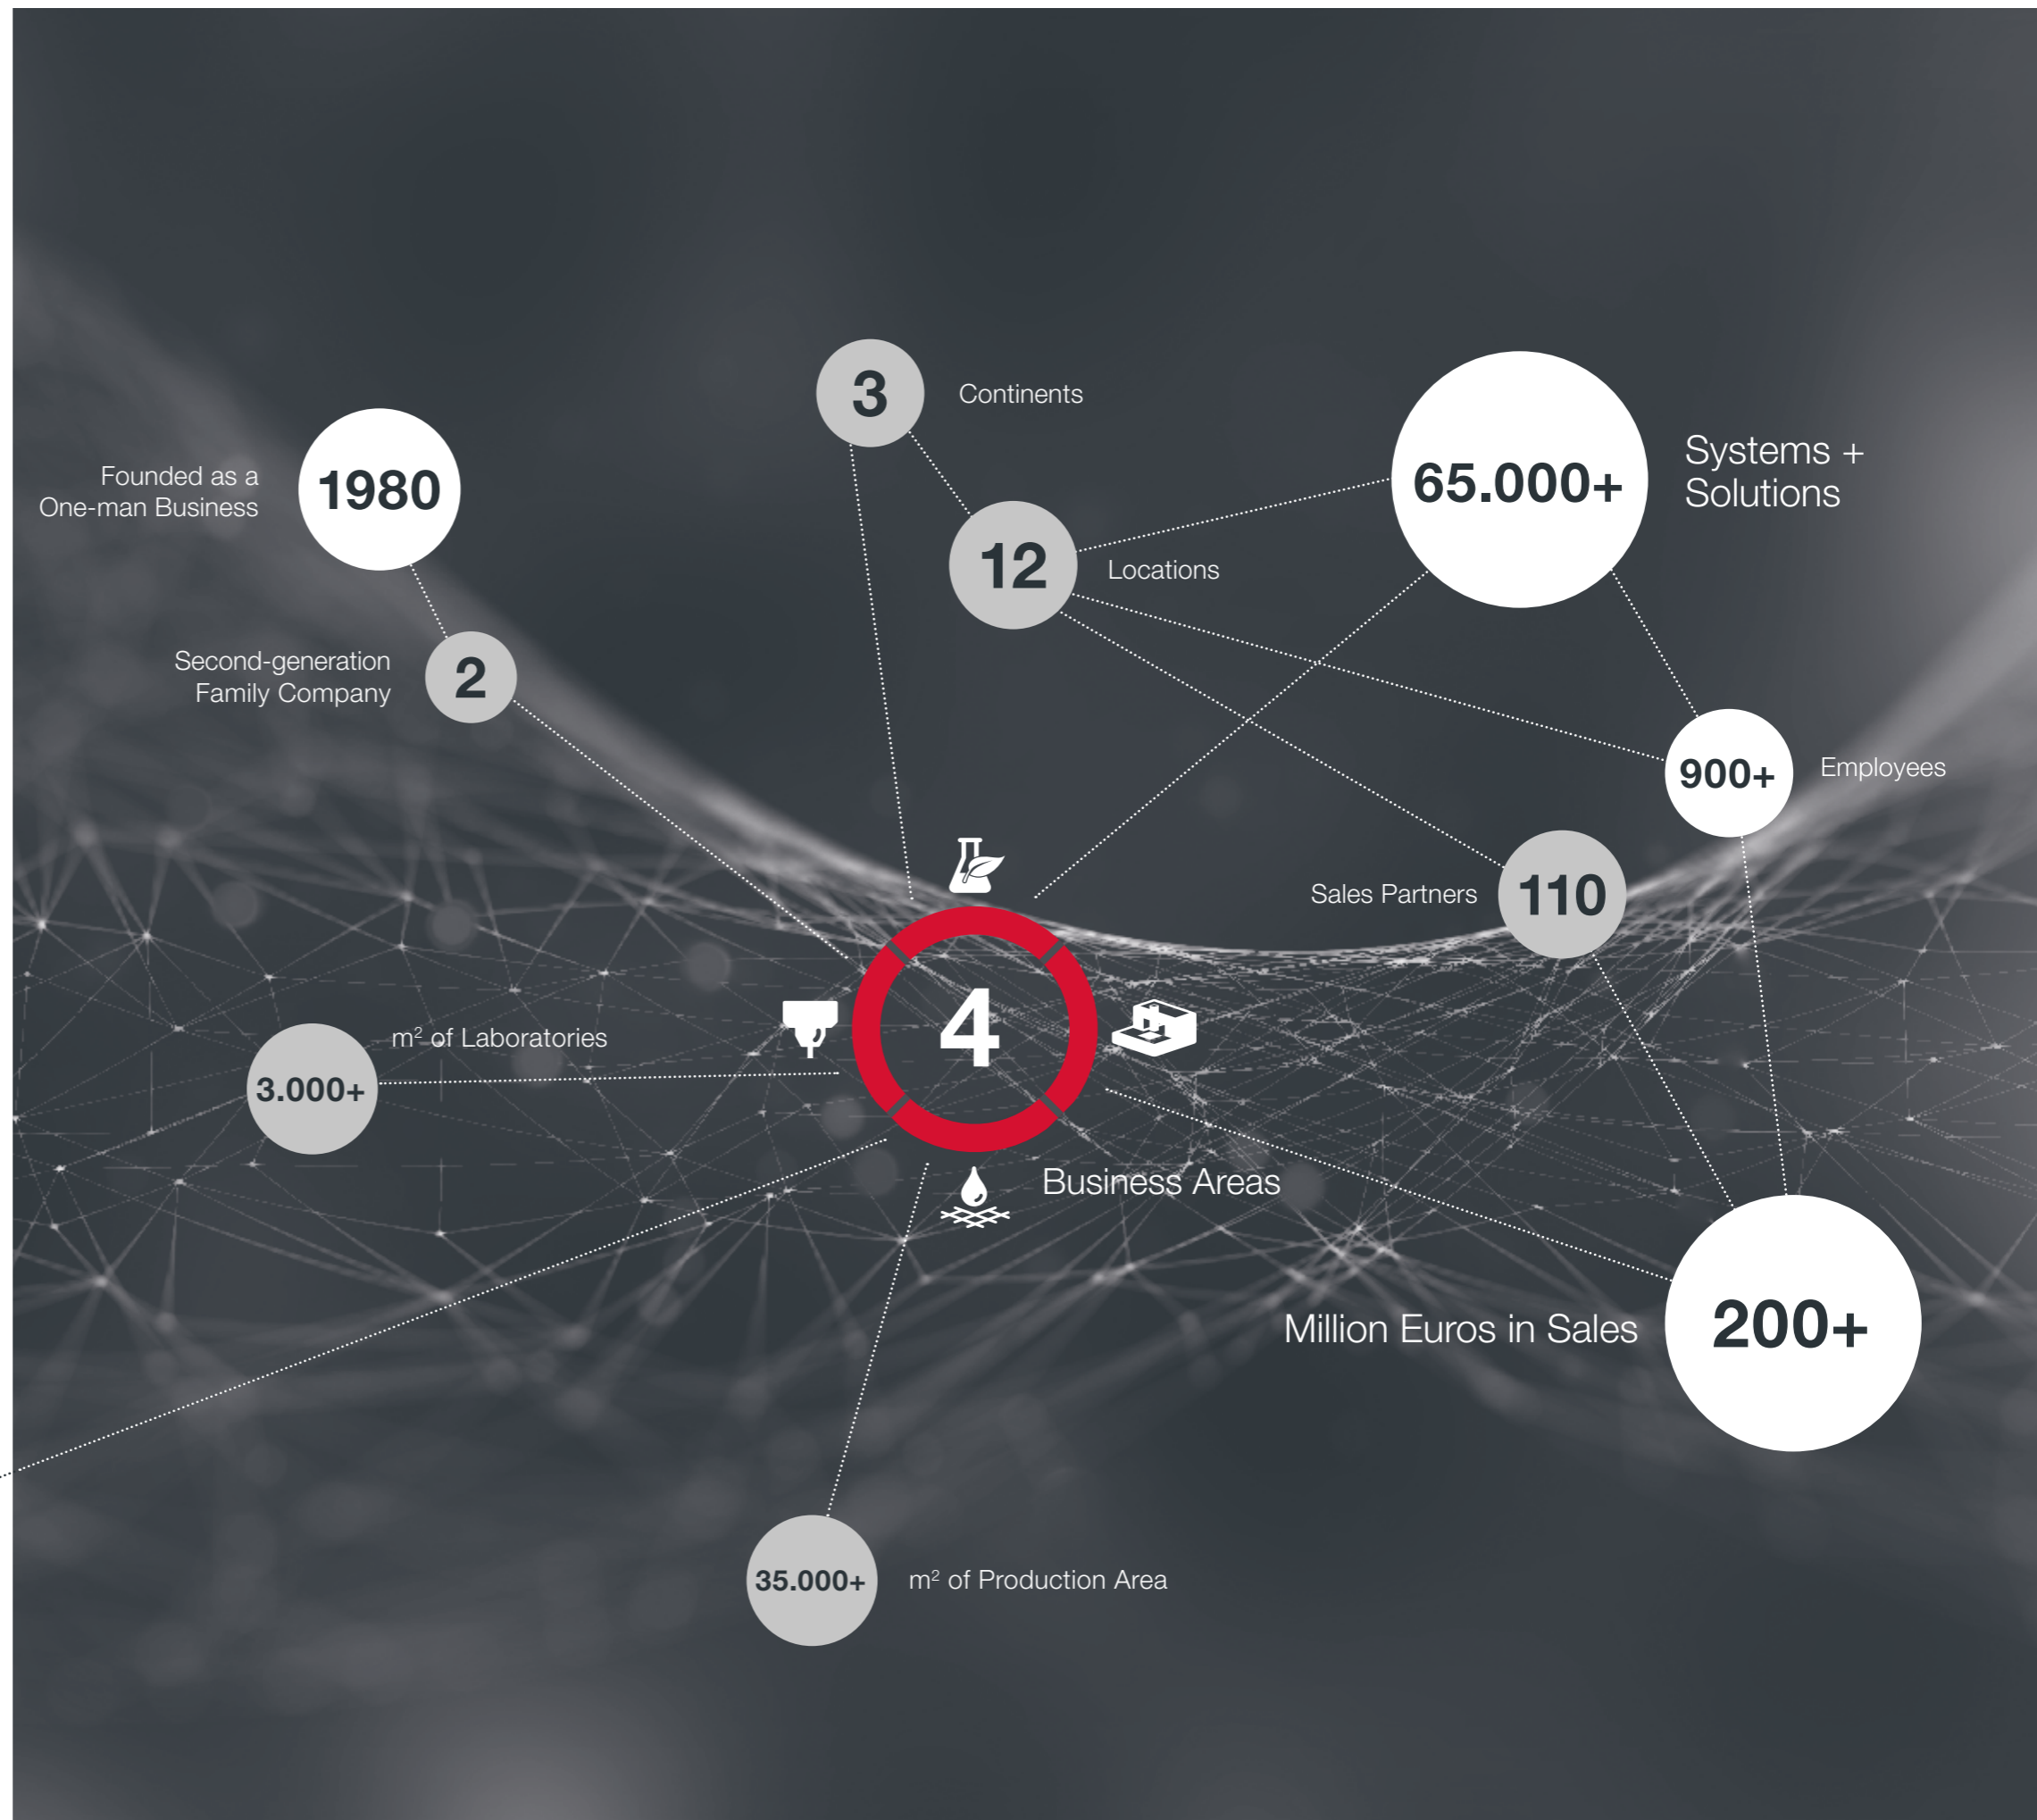 3
Continents
65.000+
Systems +
Solutions
1980
Founded as a
One-man Business
12
Locations
2
Second-generation
Family Company
900+
Employees
Sales Partners
110
4
Business Areas
3.000+
m² of Laboratories
Million Euros in Sales
200+
35.000+
m² of Production Area